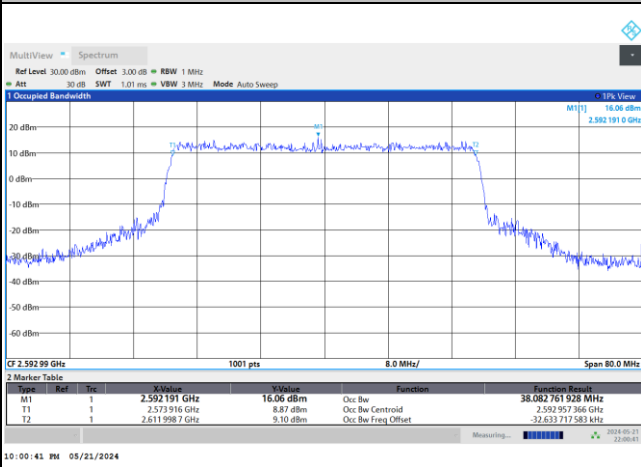 MultiView Spectrum
Ref Level 30.00 dBm Offset 3.00 dB RBW 1 MHz
Att 30 dB SWT 1.01 ms VBW 3 MHz Mode Auto Sweep
1 Occupied Bandwidth 1Pk View
M1[1] 16.06 dBm
2.592 191 0 GHz
M1
20 dBm
T1 T2
10 dBm
0 dBm
-10 dBm
-20 dBm
-30 dBm
-40 dBm
-50 dBm
-60 dBm
CF 2.592 99 GHz 1001 pts 8.0 MHz/ Span 80.0 MHz
2 Marker Table
Type Ref Trc X-Value Y-Value Function Function Result
M1 1 2.592 191 GHz 16.06 dBm Occ Bw 38.082 761 928 MHz
T1 1 2.573 916 GHz 8.87 dBm Occ Bw Centroid 2.592 957 366 GHz
T2 1 2.611 998 7 GHz 9.10 dBm Occ Bw Freq Offset -32.633 717 583 kHz
Measuring... 2024-05-21
22:00:41
10:00:41 PM 05/21/2024